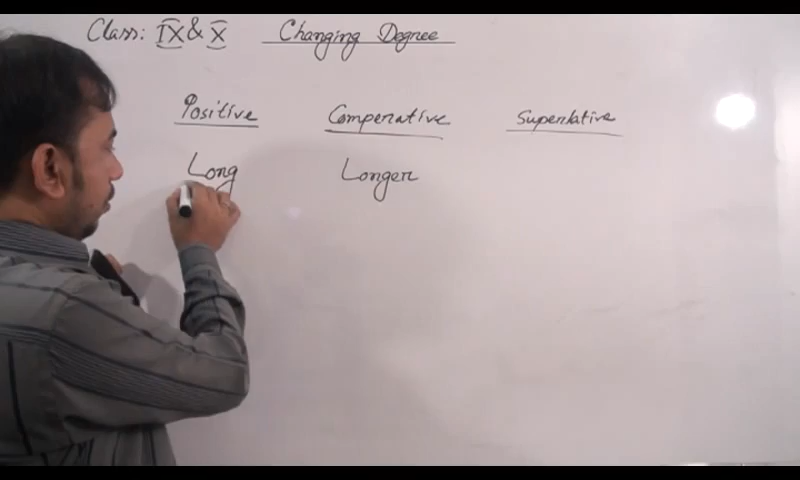 Class: IX & X Changing Degree
Positive Comperative Superlative
Long Longer